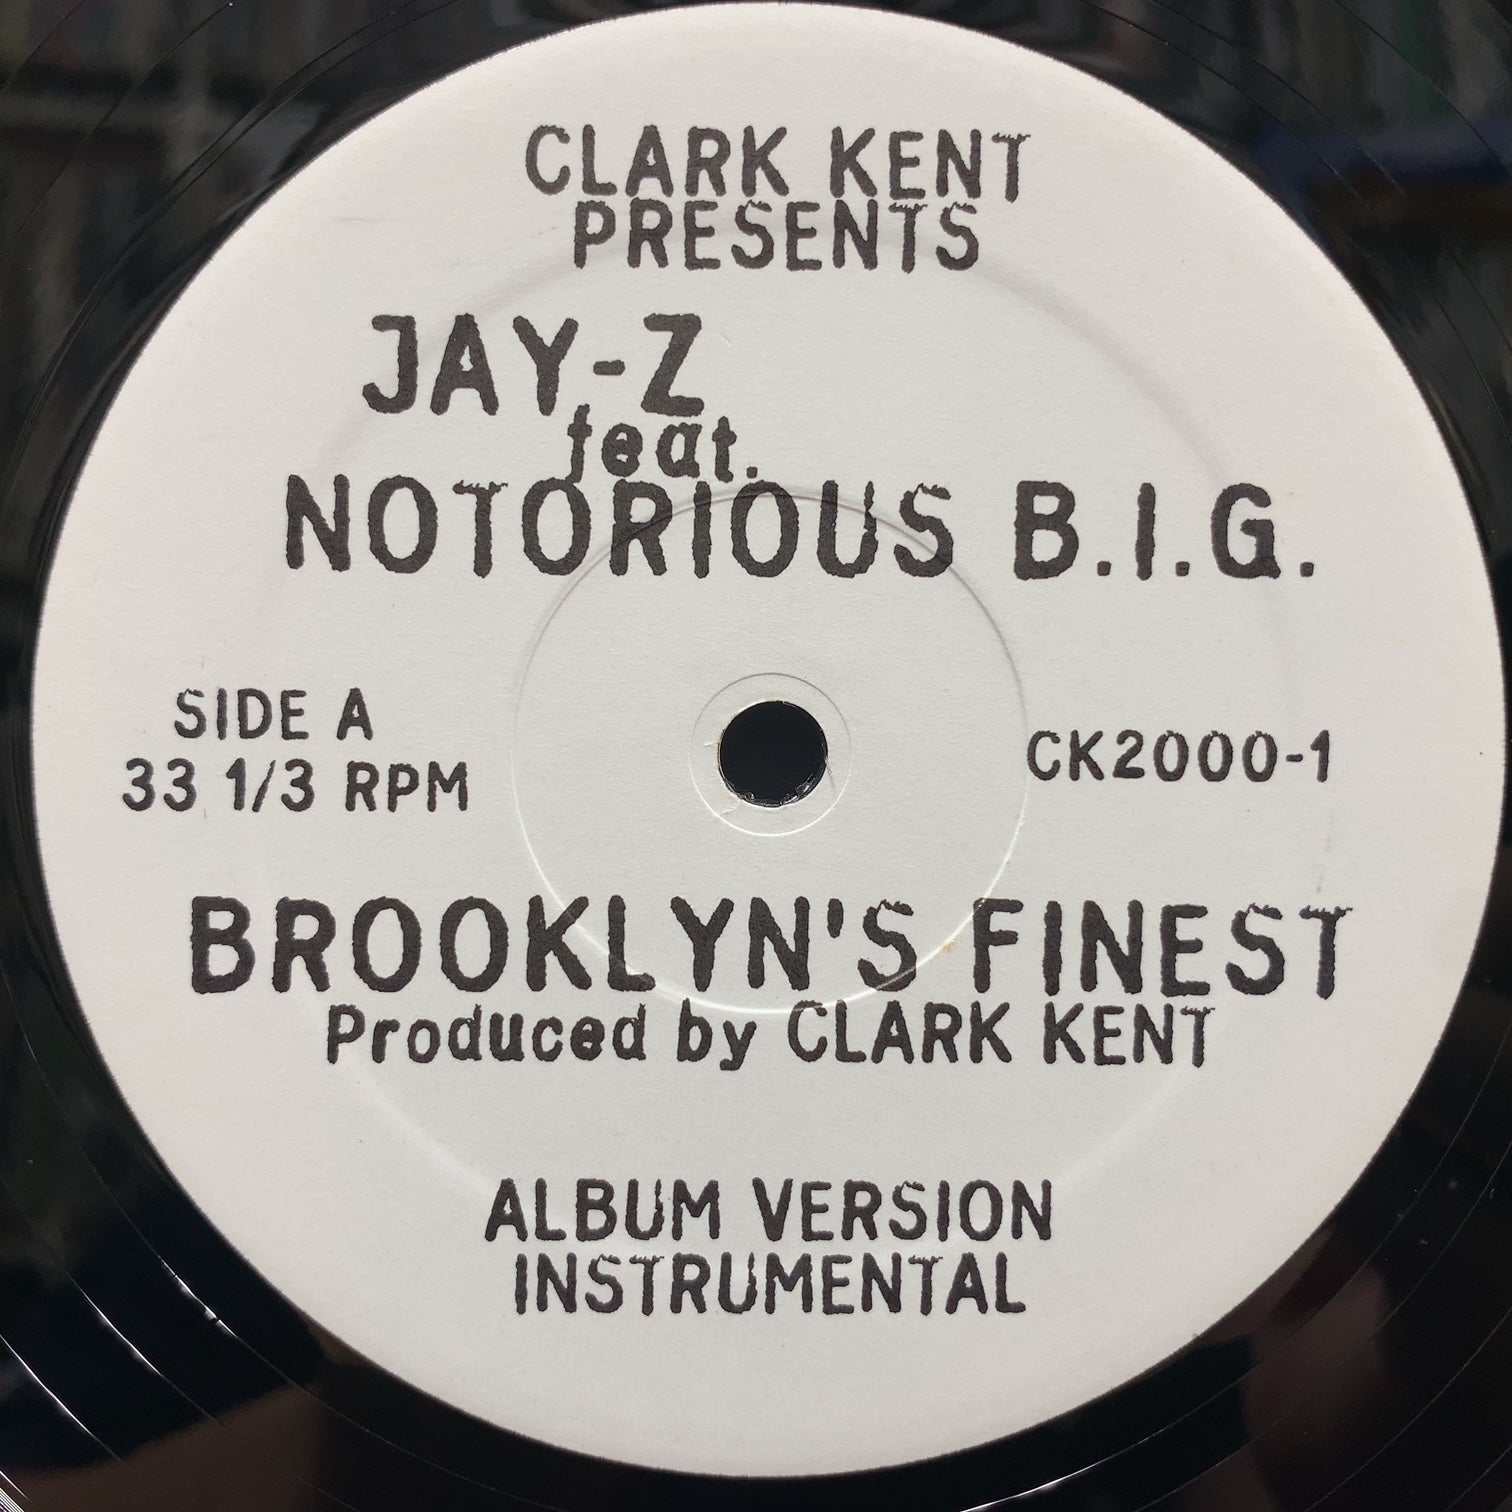 CLARK KENT
PRESENTS
JAY-Z
feat.
NOTORIOUS B.I.G.
SIDE A
33 1/3 RPM
CK2000-1
BROOKLYN'S FINEST
Produced by CLARK KENT
ALBUM VERSION
INSTRUMENTAL